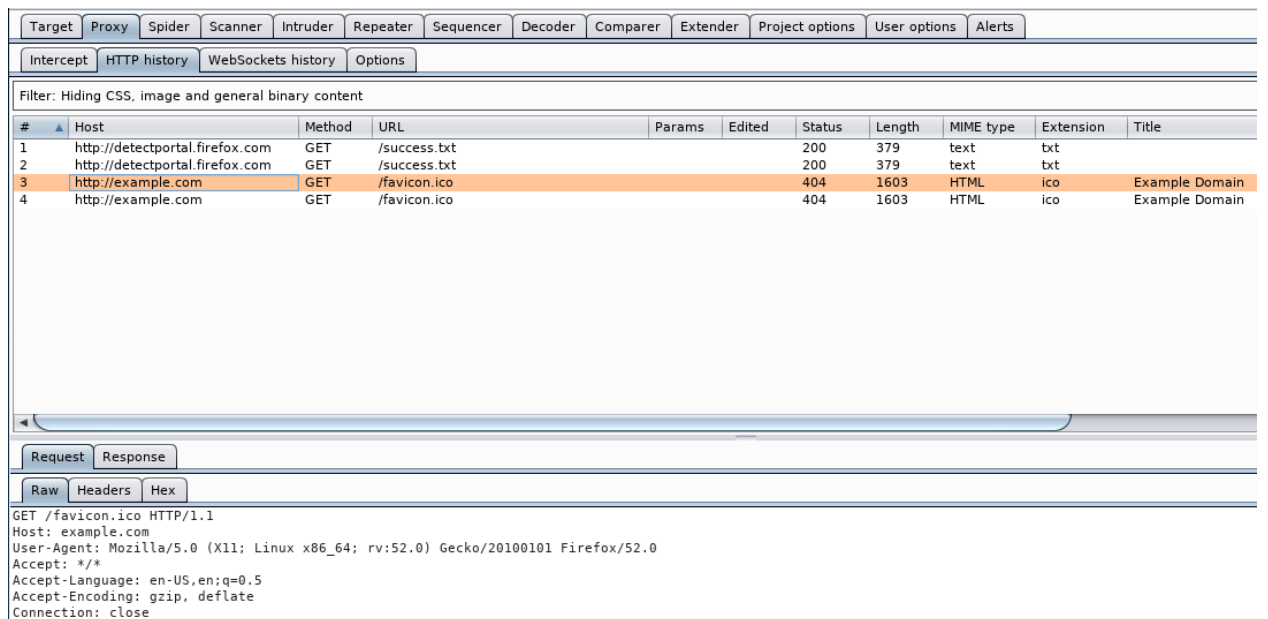 Target Proxy Spider Scanner Intruder Repeater Sequencer Decoder Comparer Extender Project options User options Alerts
Intercept HTTP history WebSockets history Options
Filter: Hiding CSS, image and general binary content
# Host Method URL Params Edited Status Length MIME type Extension Title
1 http://detectportal.firefox.com GET /success.txt 200 379 text txt
2 http://detectportal.firefox.com GET /success.txt 200 379 text txt
3 http://example.com GET /favicon.ico 404 1603 HTML ico Example Domain
4 http://example.com GET /favicon.ico 404 1603 HTML ico Example Domain
Request Response
Raw Headers Hex
GET /favicon.ico HTTP/1.1
Host: example.com
User-Agent: Mozilla/5.0 (X11; Linux x86_64; rv:52.0) Gecko/20100101 Firefox/52.0
Accept: */*
Accept-Language: en-US,en;q=0.5
Accept-Encoding: gzip, deflate
Connection: close